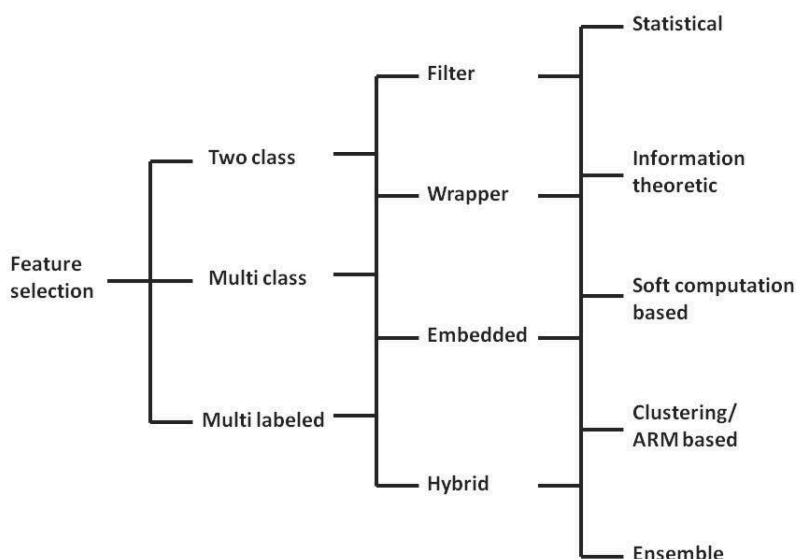 Feature
selection
Two class
Multi class
Multi labeled
Filter
Wrapper
Embedded
Hybrid
Statistical
Information
theoretic
Soft computation
based
Clustering/
ARM based
Ensemble